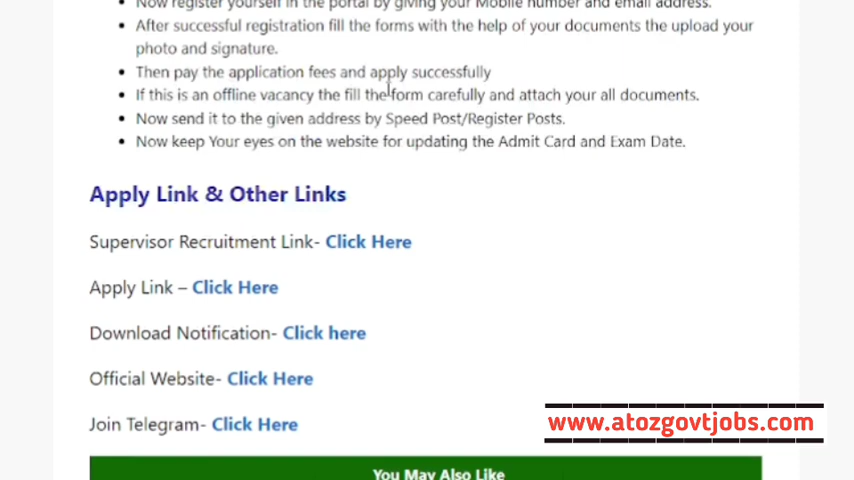 Now register yourself in the portal by giving your Mobile number and email address.
After successful registration fill the forms with the help of your documents the upload your
photo and signature.
Then pay the application fees and apply successfully
If this is an offline vacancy the fill the form carefully and attach your all documents.
Now send it to the given address by Speed Post/Register Posts.
Now keep Your eyes on the website for updating the Admit Card and Exam Date.
Apply Link & Other Links
Supervisor Recruitment Link- Click Here
Apply Link – Click Here
Download Notification- Click here
Official Website- Click Here
Join Telegram- Click Here
www.atozgovtjobs.com
You May Also Like